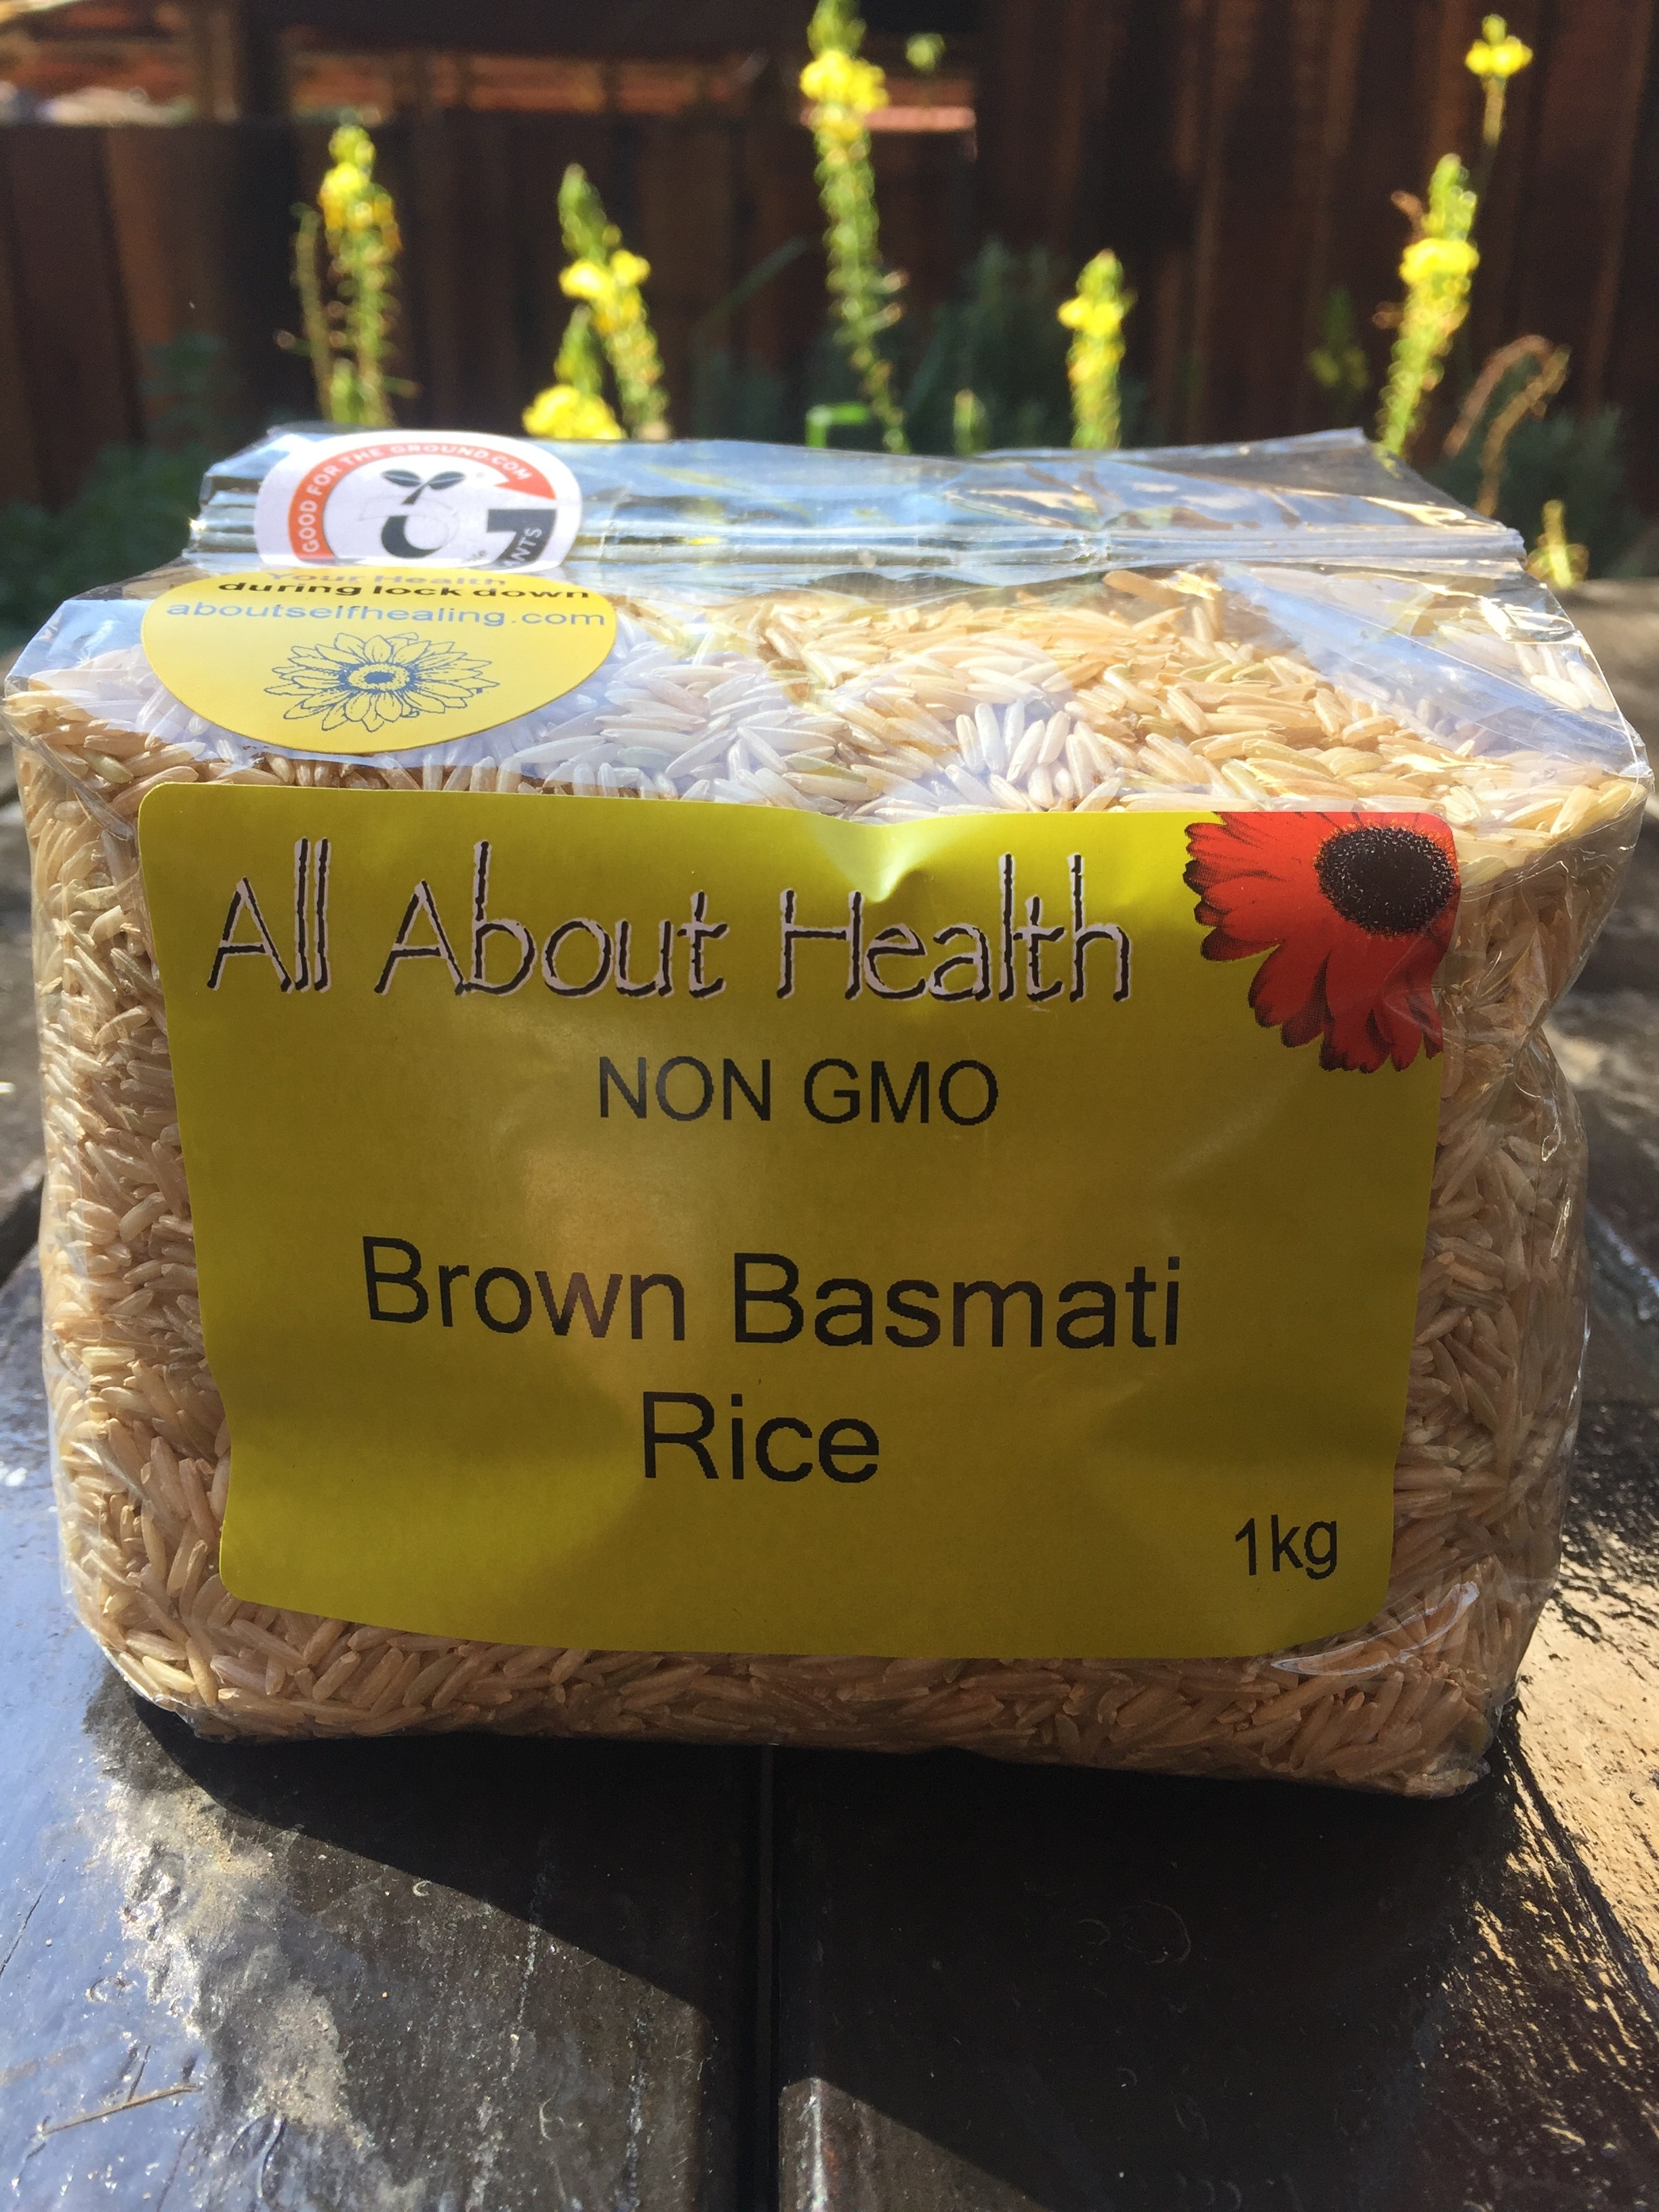 GOOD FOR THE GROUND.COM
Your Health
during lock down
aboutselfhealing.com
All About Health
NON GMO
Brown Basmati
Rice
1kg